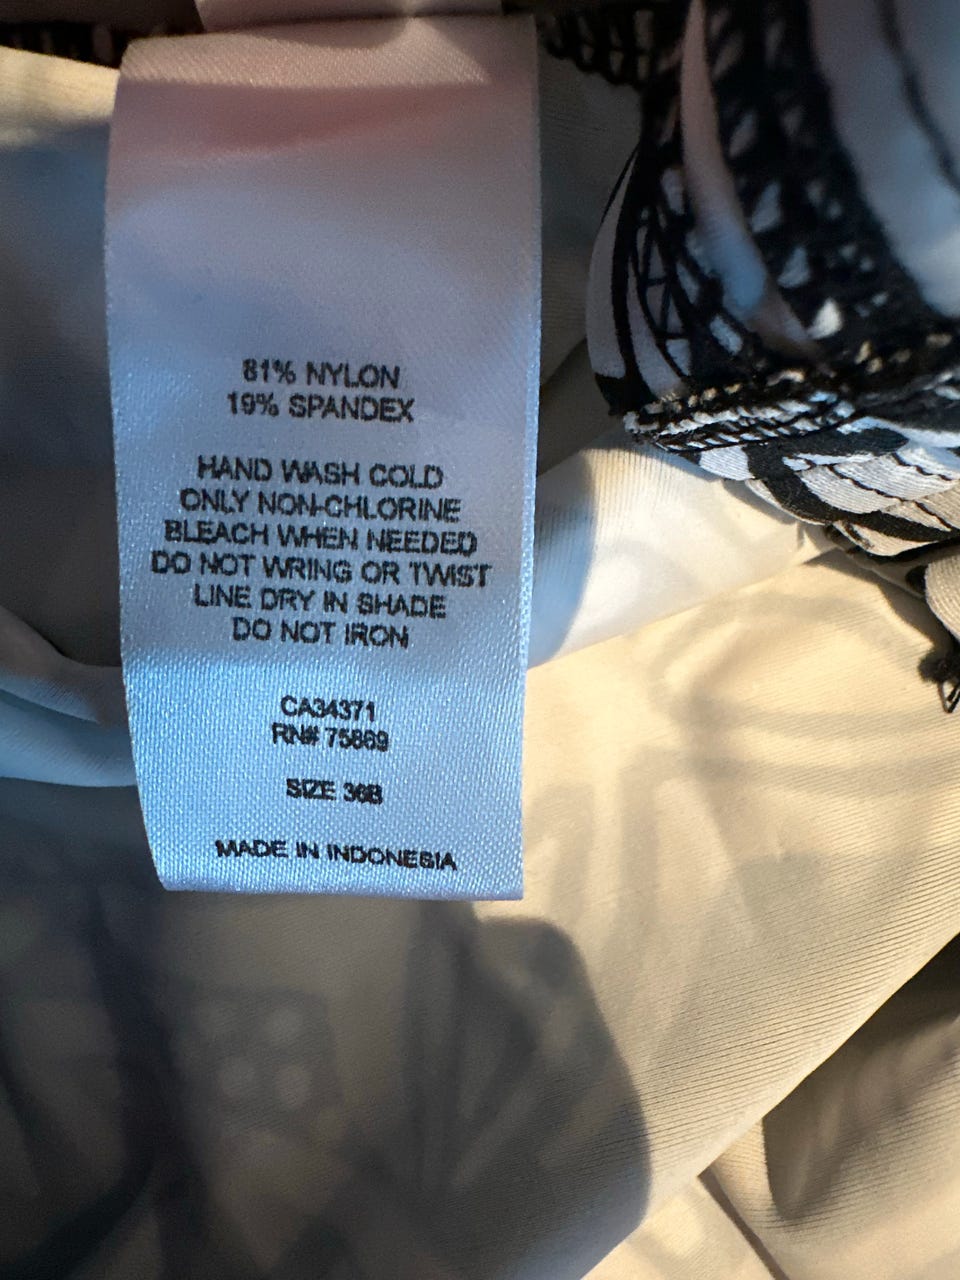 81% NYLON
19% SPANDEX
HAND WASH COLD
ONLY NON-CHLORINE
BLEACH WHEN NEEDED
DO NOT WRING OR TWIST
LINE DRY IN SHADE
DO NOT IRON
CA34371
RN# 75869
SIZE 36B
MADE IN INDONESIA